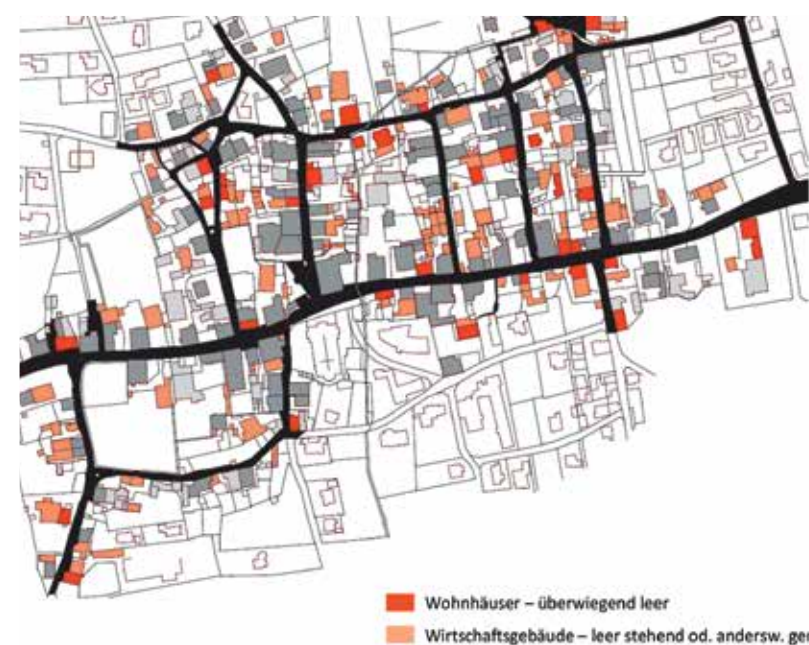 Wohnhäuser – überwiegend leer
Wirtschaftsgebäude – leer stehend od. andersw.